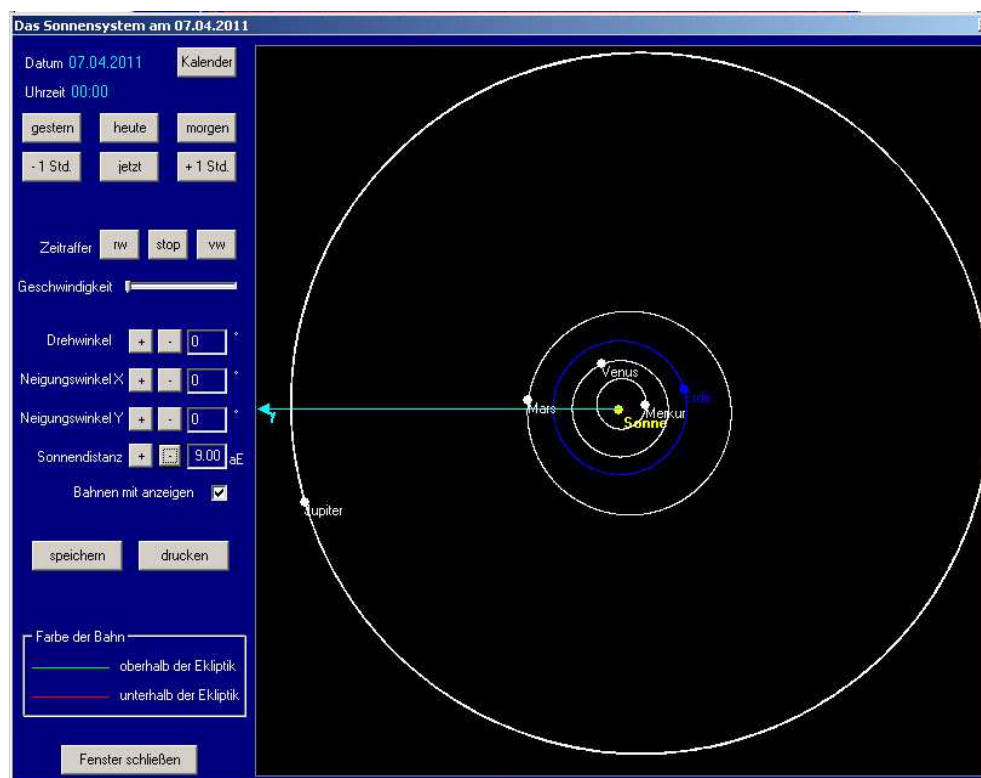 Das Sonnensystem am 07.04.2011
Datum 07.04.2011 Kalender
Uhrzeit 00:00
gestern heute morgen
- 1 Std. jetzt + 1 Std.
Zeitraffer rw stop vw
Geschwindigkeit
Drehwinkel + - 0 °
Neigungswinkel X + - 0 °
Neigungswinkel Y + - 0 °
Sonnendistanz + - 9.00 aE
Bahnen mit anzeigen
speichern drucken
Farbe der Bahn
oberhalb der Ekliptik
unterhalb der Ekliptik
Fenster schließen
Venus
Erde
Mars
Merkur
Sonne
Jupiter